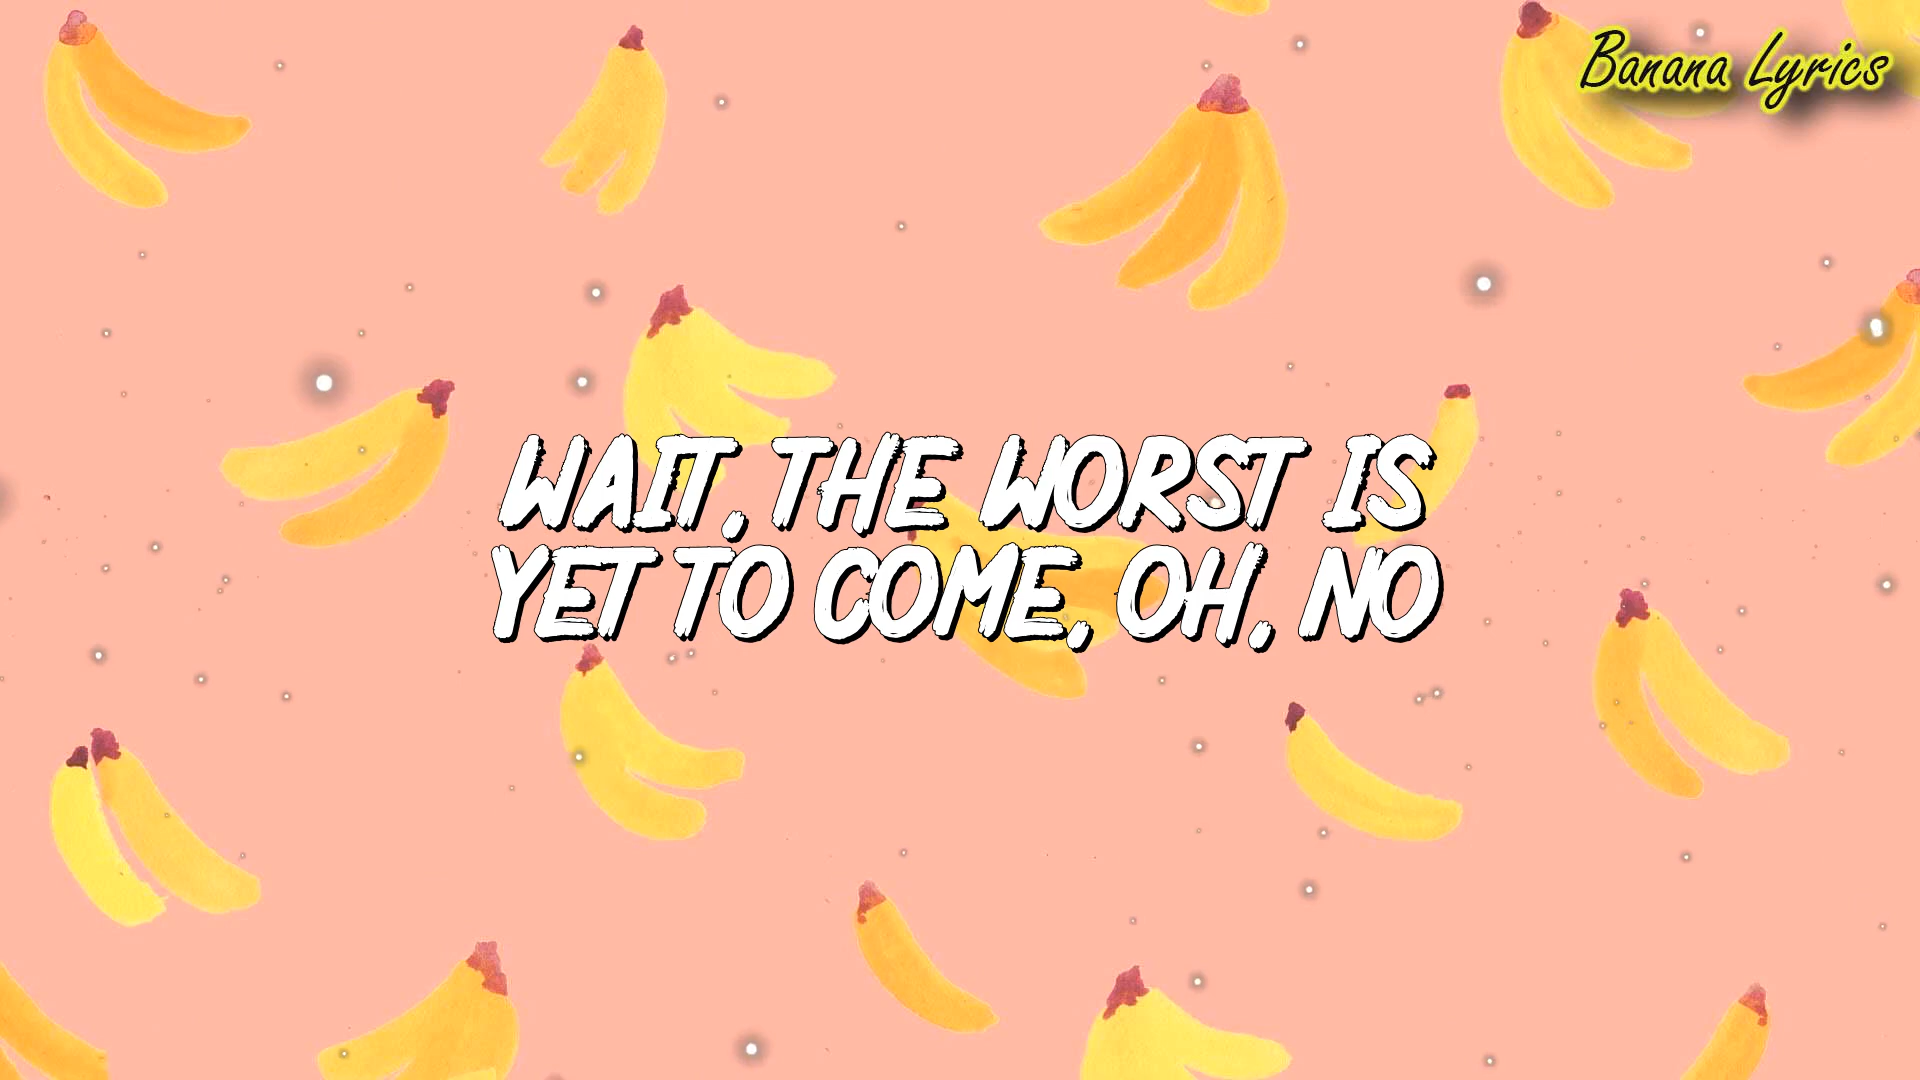 Banana Lyrics
WAIT, THE WORST IS
YET TO COME, OH, NO